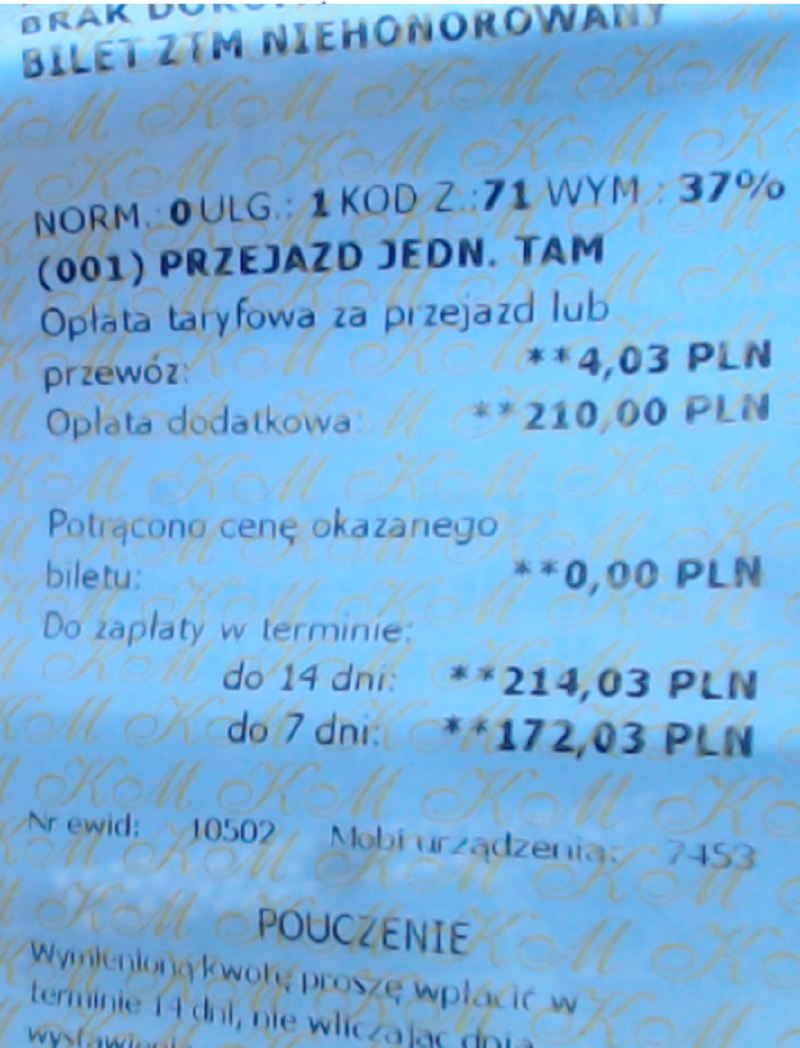 BRAK
BILET ZTM NIEHONOROWANY
NORM.: 0 ULG.: 1 KOD Z.:71 WYM.: 37%
(001) PRZEJAZD JEDN. TAM
Opłata taryfowa za przejazd lub
przewóz: **4,03 PLN
Opłata dodatkowa: **210,00 PLN
Potrącono cenę okazanego
biletu: **0,00 PLN
Do zapłaty w terminie:
do 14 dni: **214,03 PLN
do 7 dni: **172,03 PLN
Nr ewid: 10502 Mobi urządzenia: 7453
POUCZENIE
Wymienioną kwotę proszę wpłacić w
terminie 14 dni, nie wliczając dnia